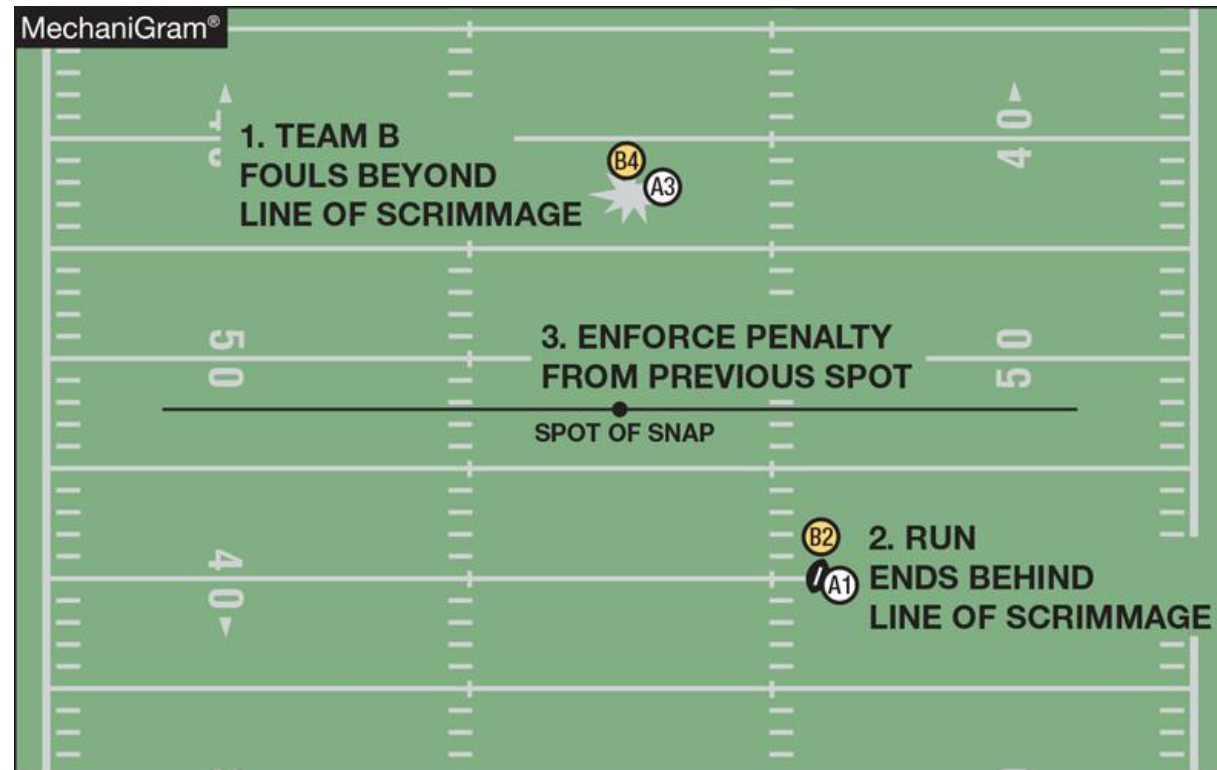 MechaniGram®
1. TEAM B
FOULS BEYOND
LINE OF SCRIMMAGE
B4
A3
40
50
3. ENFORCE PENALTY
FROM PREVIOUS SPOT
50
SPOT OF SNAP
B2
2. RUN
A1
ENDS BEHIND
LINE OF SCRIMMAGE
40